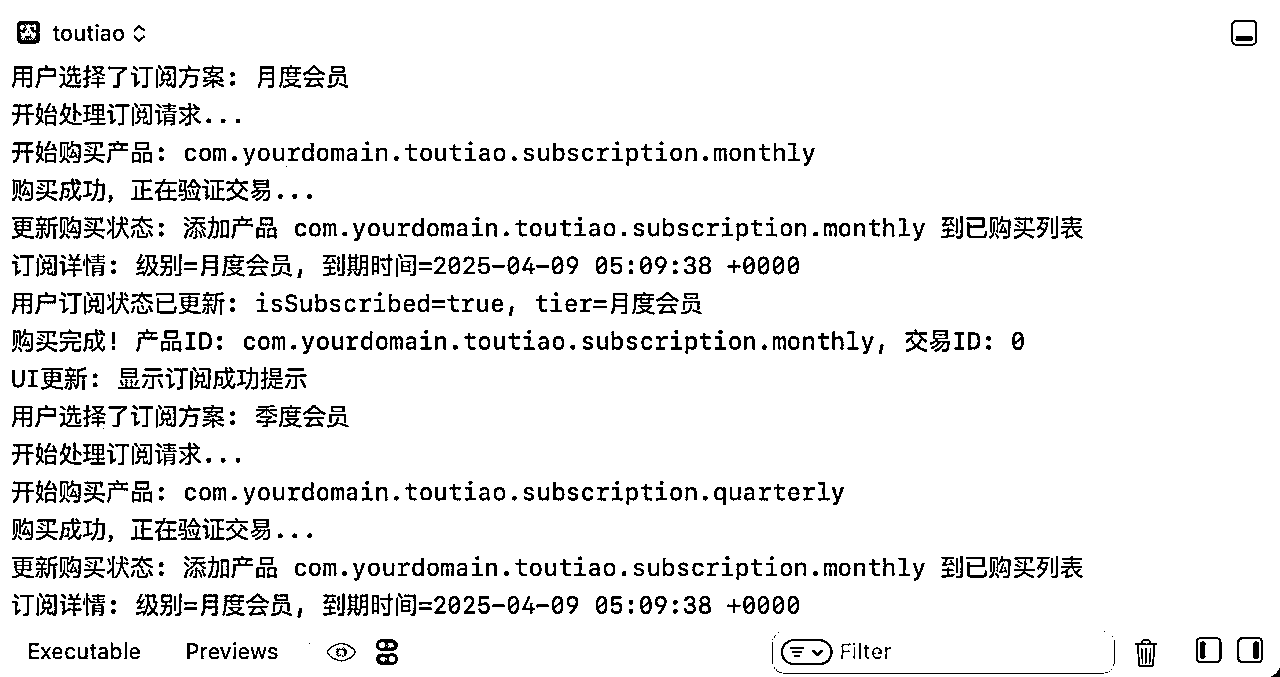 toutiao
用户选择了订阅方案: 月度会员
开始处理订阅请求...
开始购买产品: com.yourdomain.toutiao.subscription.monthly
购买成功, 正在验证交易...
更新购买状态: 添加产品 com.yourdomain.toutiao.subscription.monthly 到已购买列表
订阅详情: 级别=月度会员, 到期时间=2025-04-09 05:09:38 +0000
用户订阅状态已更新: isSubscribed=true, tier=月度会员
购买完成! 产品ID: com.yourdomain.toutiao.subscription.monthly, 交易ID: 0
UI更新: 显示订阅成功提示
用户选择了订阅方案: 季度会员
开始处理订阅请求...
开始购买产品: com.yourdomain.toutiao.subscription.quarterly
购买成功, 正在验证交易...
更新购买状态: 添加产品 com.yourdomain.toutiao.subscription.monthly 到已购买列表
订阅详情: 级别=月度会员, 到期时间=2025-04-09 05:09:38 +0000
Executable Previews Filter